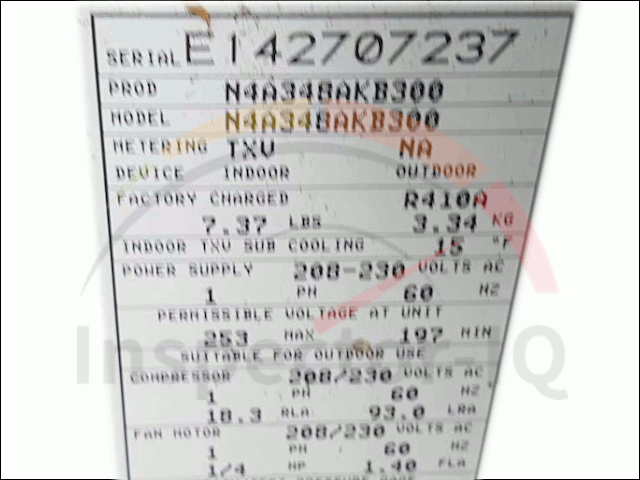 SERIAL E142707237
PROD N4A348AKB300
MODEL N4A348AKB300
METERING TXV NA
DEVICE INDOOR OUTDOOR
FACTORY CHARGED R410A
7.37 LBS 3.34 KG
INDOOR TXV SUB COOLING 15 °F
POWER SUPPLY 208-230 VOLTS AC
1 PH 60 HZ
PERMISSIBLE VOLTAGE AT UNIT
253 MAX 197 MIN
SUITABLE FOR OUTDOOR USE
Inspector-IQ
COMPRESSOR 208/230 VOLTS AC
1 PH 60 HZ
18.3 RLA 93.0 LRA
FAN MOTOR 208/230 VOLTS AC
1 PH 60 HZ
1/4 HP 1.40 FLA